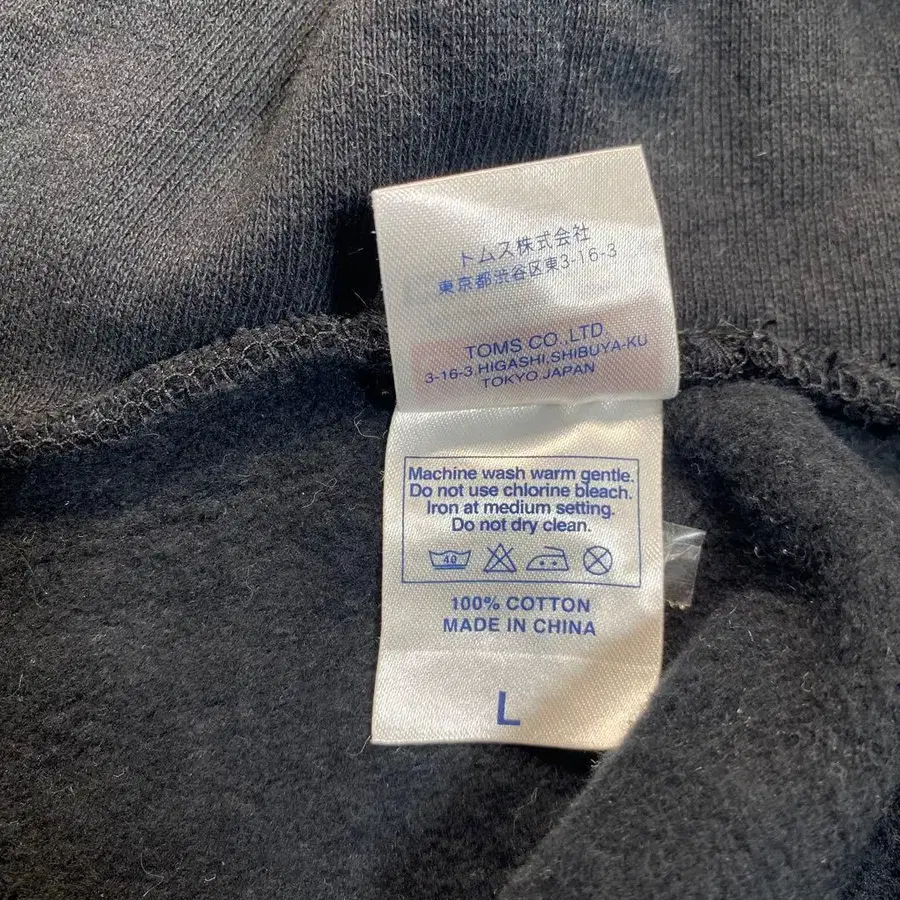 トムス株式会社
東京都渋谷区東3-16-3
TOMS CO.,LTD.
3-16-3,HIGASHI,SHIBUYA-KU
TOKYO.JAPAN
Machine wash warm gentle.
Do not use chlorine bleach.
Iron at medium setting.
Do not dry clean.
40
100% COTTON
MADE IN CHINA
L